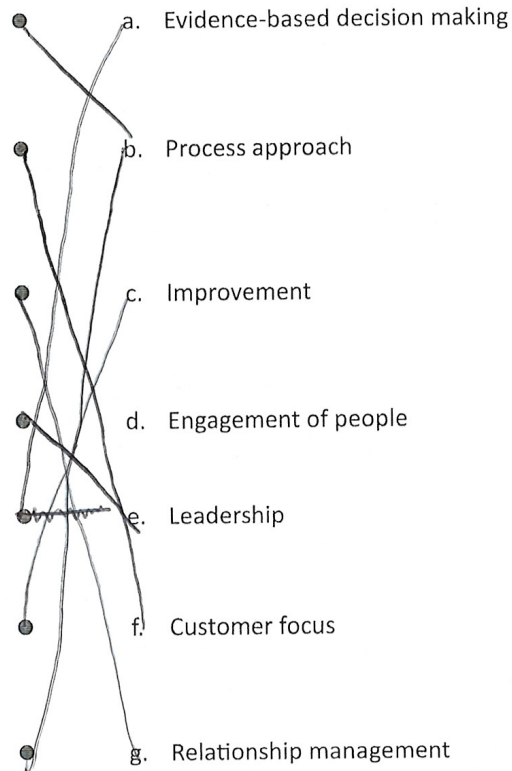 a. Evidence-based decision making
b. Process approach
c. Improvement
d. Engagement of people
e. Leadership
f. Customer focus
g. Relationship management